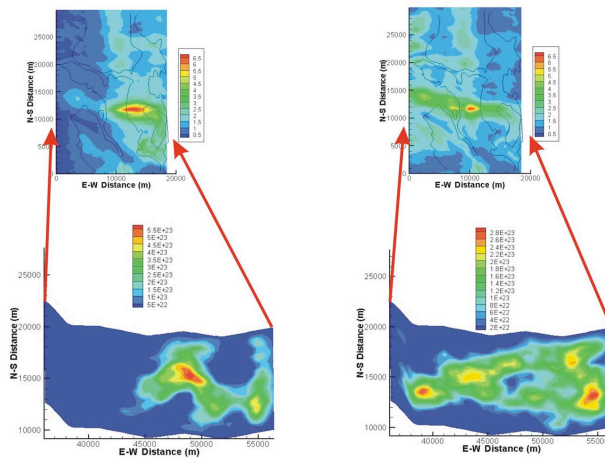 30000
25000
20000
15000
10000
5000
0
N-S Distance (m)
0 10000 20000
E-W Distance (m)
6.5
6
5.5
5
4.5
4
3.5
3
2.5
2
1.5
1
0.5
25000
20000
15000
10000
5000
0
N-S Distance (m)
0 10000 20000
E-W Distance (m)
6.5
6
5.5
5
4.5
4
3.5
3
2.5
2
1.5
1
0.5
5.5E+23
5E+23
4.5E+23
4E+23
3.5E+23
3E+23
2.5E+23
2E+23
1.5E+23
1E+23
5E+22
25000
20000
15000
10000
N-S Distance (m)
40000 45000 50000 55000
E-W Distance (m)
2.8E+23
2.6E+23
2.4E+23
2.2E+23
2E+23
1.8E+23
1.6E+23
1.4E+23
1.2E+23
1E+23
8E+22
6E+22
4E+22
2E+22
25000
20000
15000
10000
N-S Distance (m)
40000 45000 50000 55000
E-W Distance (m)